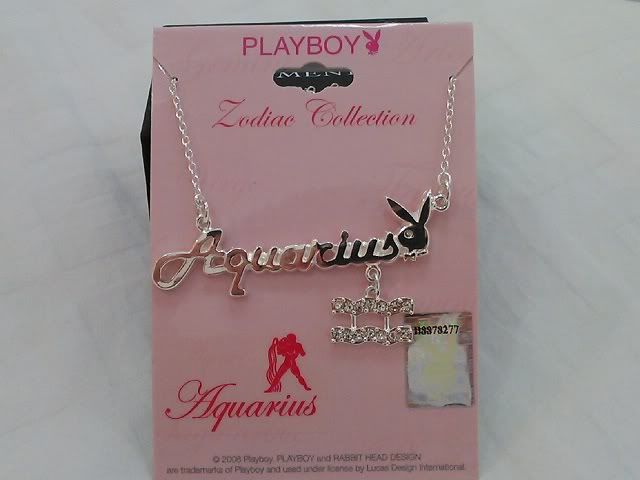 PLAYBOY
MEN
Zodiac Collection
Aquarius
H3978277
Aquarius
© 2008 Playboy. PLAYBOY and RABBIT HEAD DESIGN
are trademarks of Playboy and used under license by Lucas Design International.